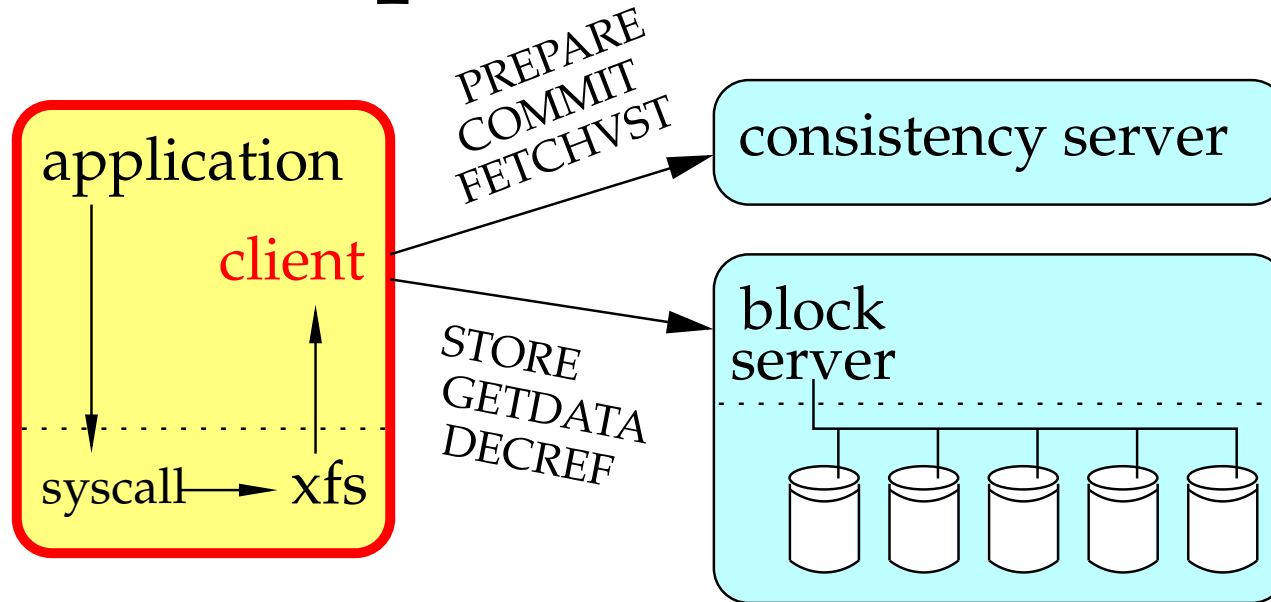 application
client
syscall
xfs
PREPARE
COMMIT
FETCHVST
STORE
GETDATA
DECREF
consistency server
block
server